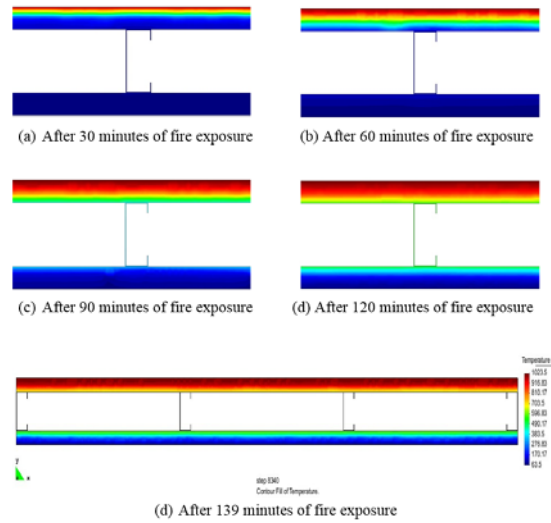 (a) After 30 minutes of fire exposure
(b) After 60 minutes of fire exposure
(c) After 90 minutes of fire exposure
(d) After 120 minutes of fire exposure
Temperature
1023.5
916.83
810.17
703.5
596.83
490.17
383.5
276.83
170.17
63.5
y
x
step 8340
Contour Fill of Temperature.
(d) After 139 minutes of fire exposure